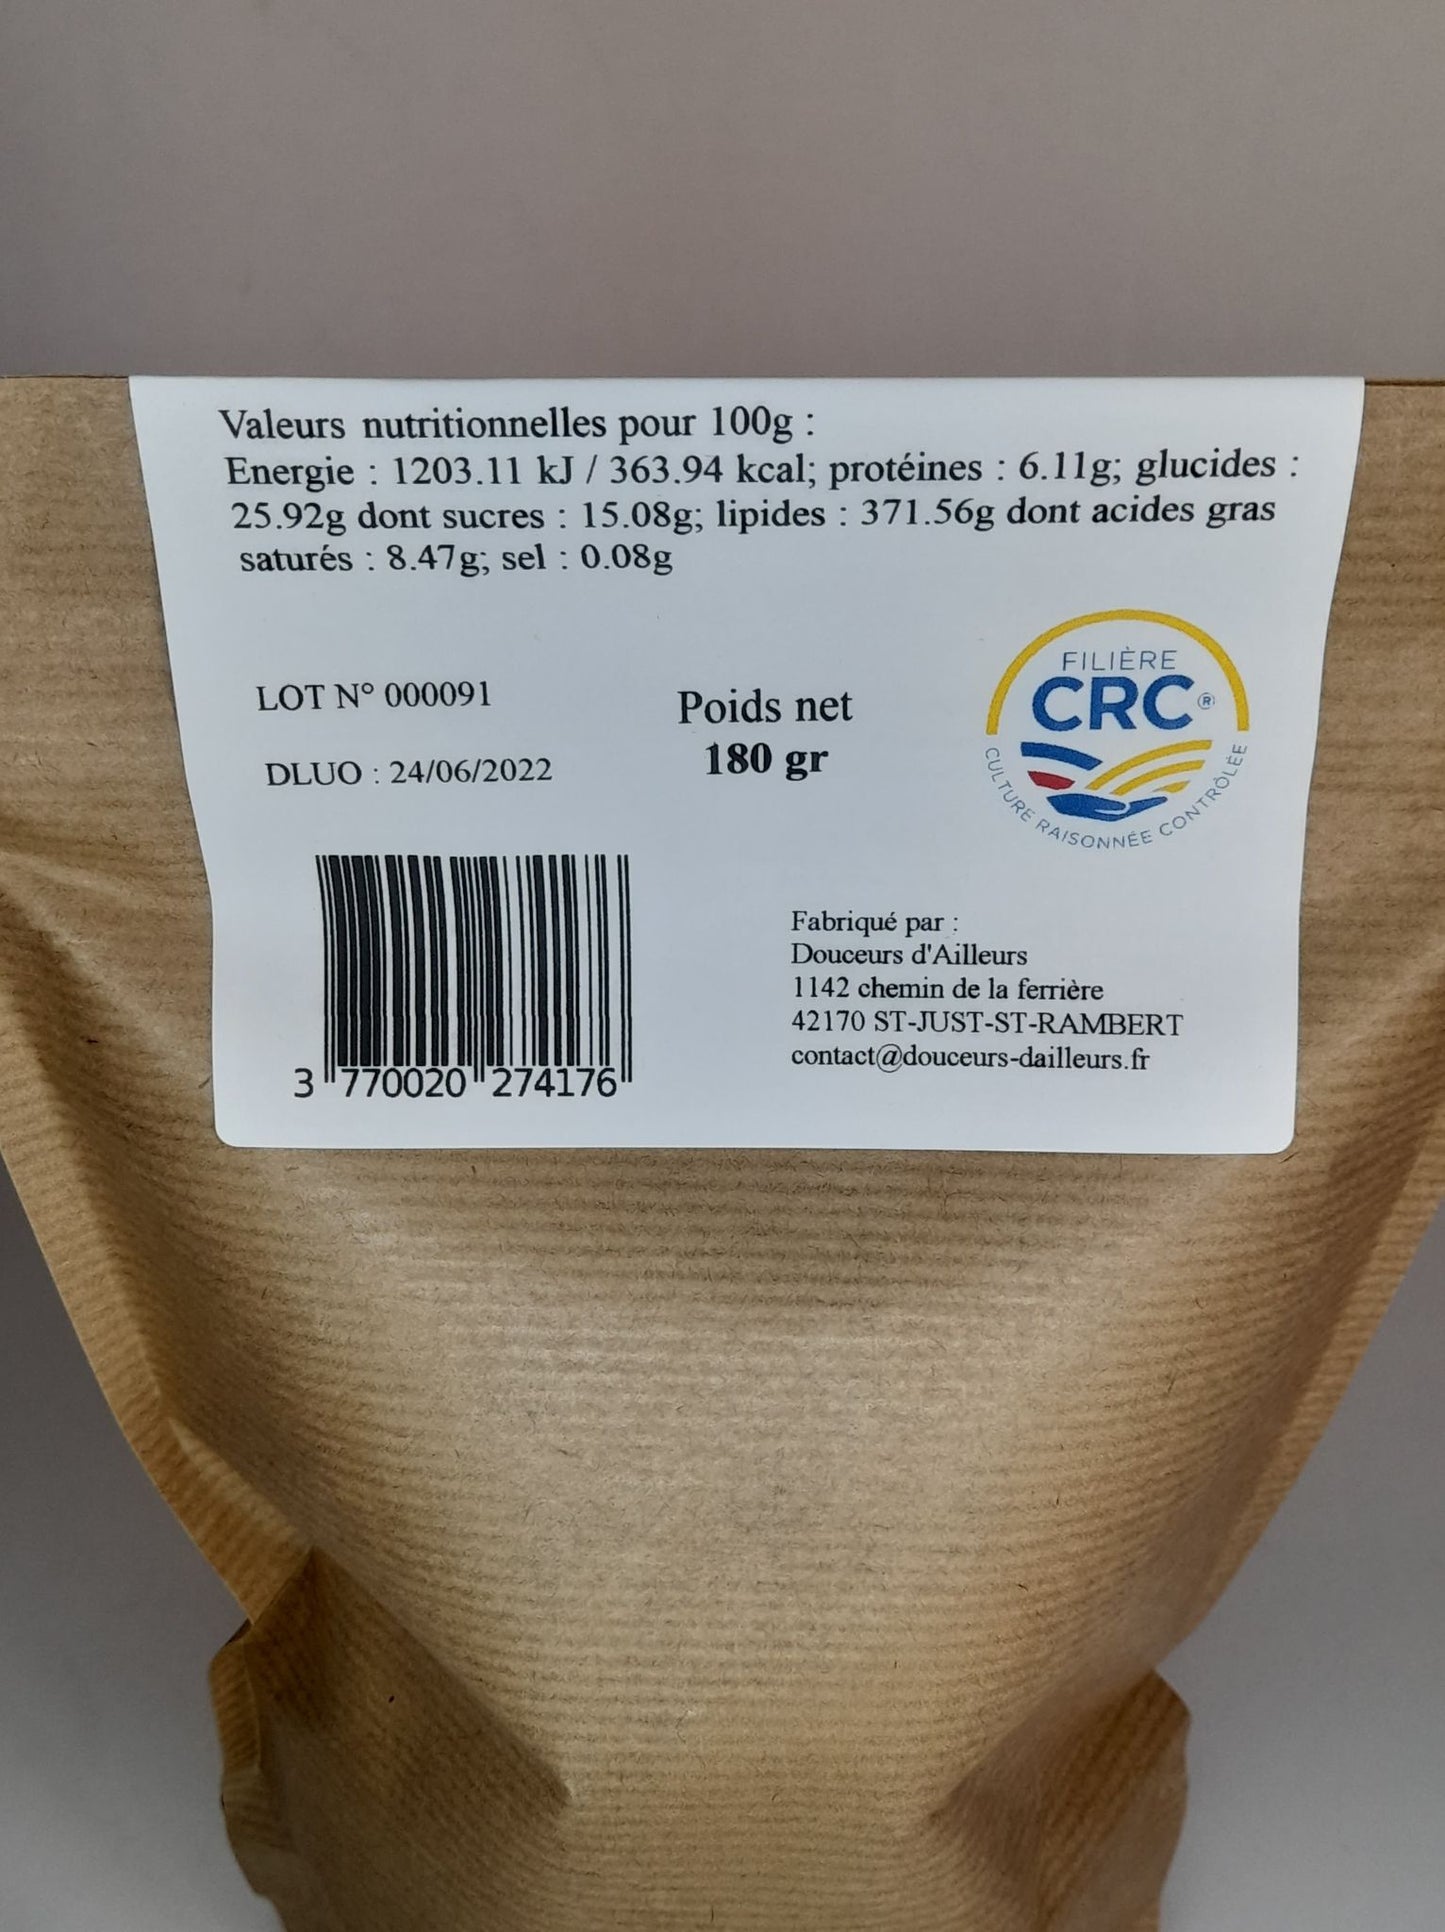 Valeurs nutritionnelles pour 100g :
Energie : 1203.11 kJ / 363.94 kcal; protéines : 6.11g; glucides :
25.92g dont sucres : 15.08g; lipides : 371.56g dont acides gras
saturés : 8.47g; sel : 0.08g
LOT N° 000091
DLUO : 24/06/2022
Poids net
180 gr
FILIÈRE
CRC®
CULTURE RAISONNÉE CONTRÔLÉE
3 770020 274176
Fabriqué par :
Douceurs d'Ailleurs
1142 chemin de la ferrière
42170 ST-JUST-ST-RAMBERT
contact@douceurs-dailleurs.fr